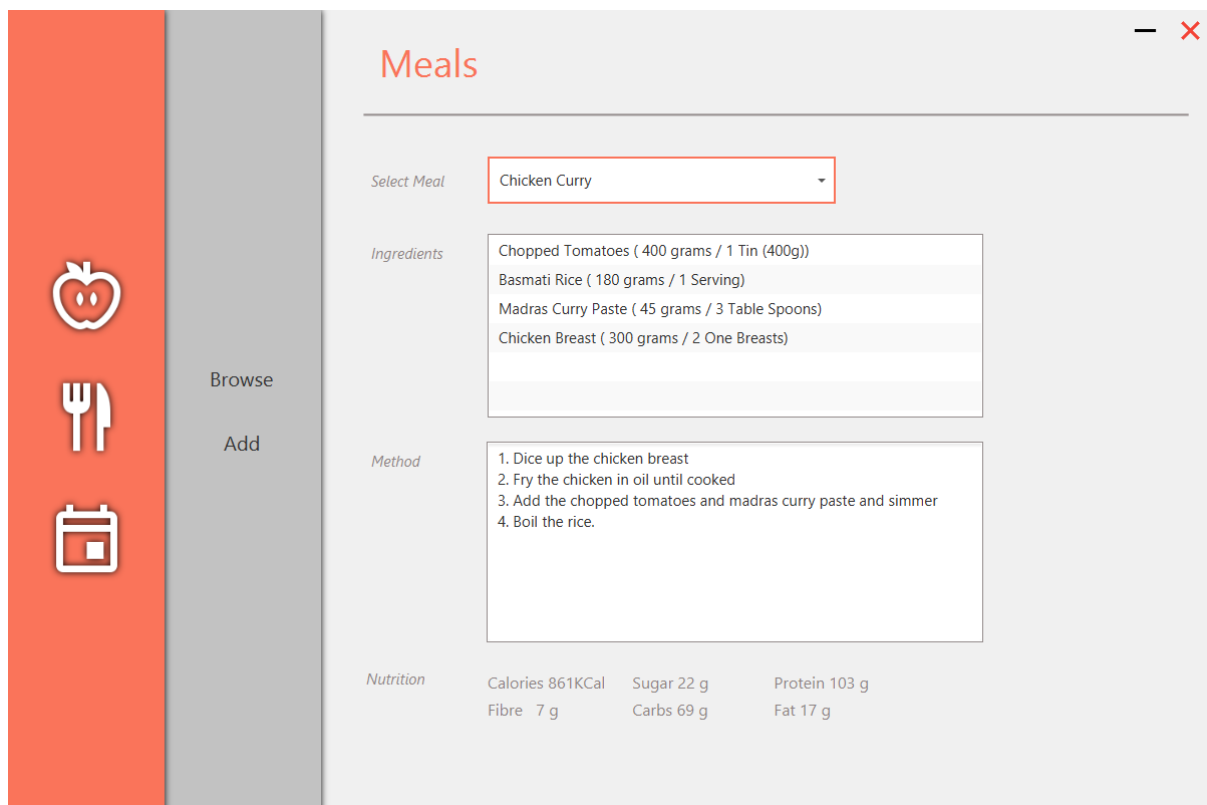 Meals
Select Meal
Chicken Curry
Ingredients
Chopped Tomatoes ( 400 grams / 1 Tin (400g))
Basmati Rice ( 180 grams / 1 Serving)
Madras Curry Paste ( 45 grams / 3 Table Spoons)
Chicken Breast ( 300 grams / 2 One Breasts)
Browse
Add
Method
1. Dice up the chicken breast
2. Fry the chicken in oil until cooked
3. Add the chopped tomatoes and madras curry paste and simmer
4. Boil the rice.
Nutrition
Calories 861KCal Sugar 22 g Protein 103 g
Fibre 7 g Carbs 69 g Fat 17 g